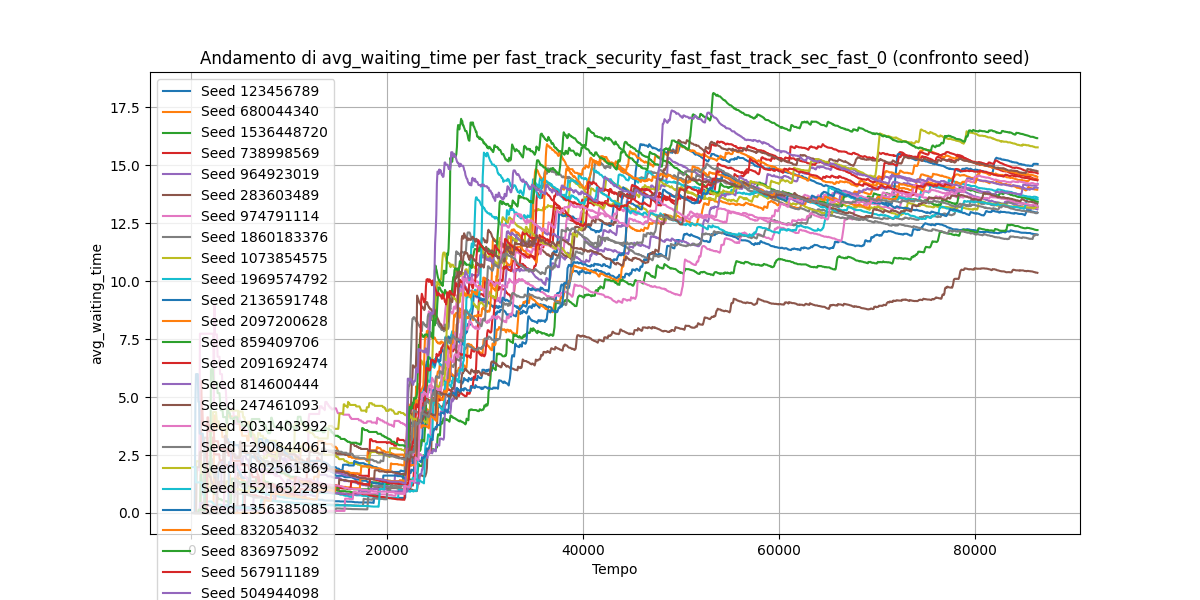 Andamento di avg_waiting_time per fast_track_security_fast_fast_track_sec_fast_0 (confronto seed)
avg_waiting_time
17.5
15.0
12.5
10.0
7.5
5.0
2.5
0.0
Seed 123456789
Seed 680044340
Seed 1536448720
Seed 738998569
Seed 964923019
Seed 283603489
Seed 974791114
Seed 1860183376
Seed 1073854575
Seed 1969574792
Seed 2136591748
Seed 2097200628
Seed 859409706
Seed 2091692474
Seed 814600444
Seed 247461093
Seed 2031403992
Seed 1290844061
Seed 1802561869
Seed 1521652289
Seed 1356385085
Seed 832054032
Seed 836975092
Seed 567911189
Seed 504944098
0
20000
40000
60000
80000
Tempo